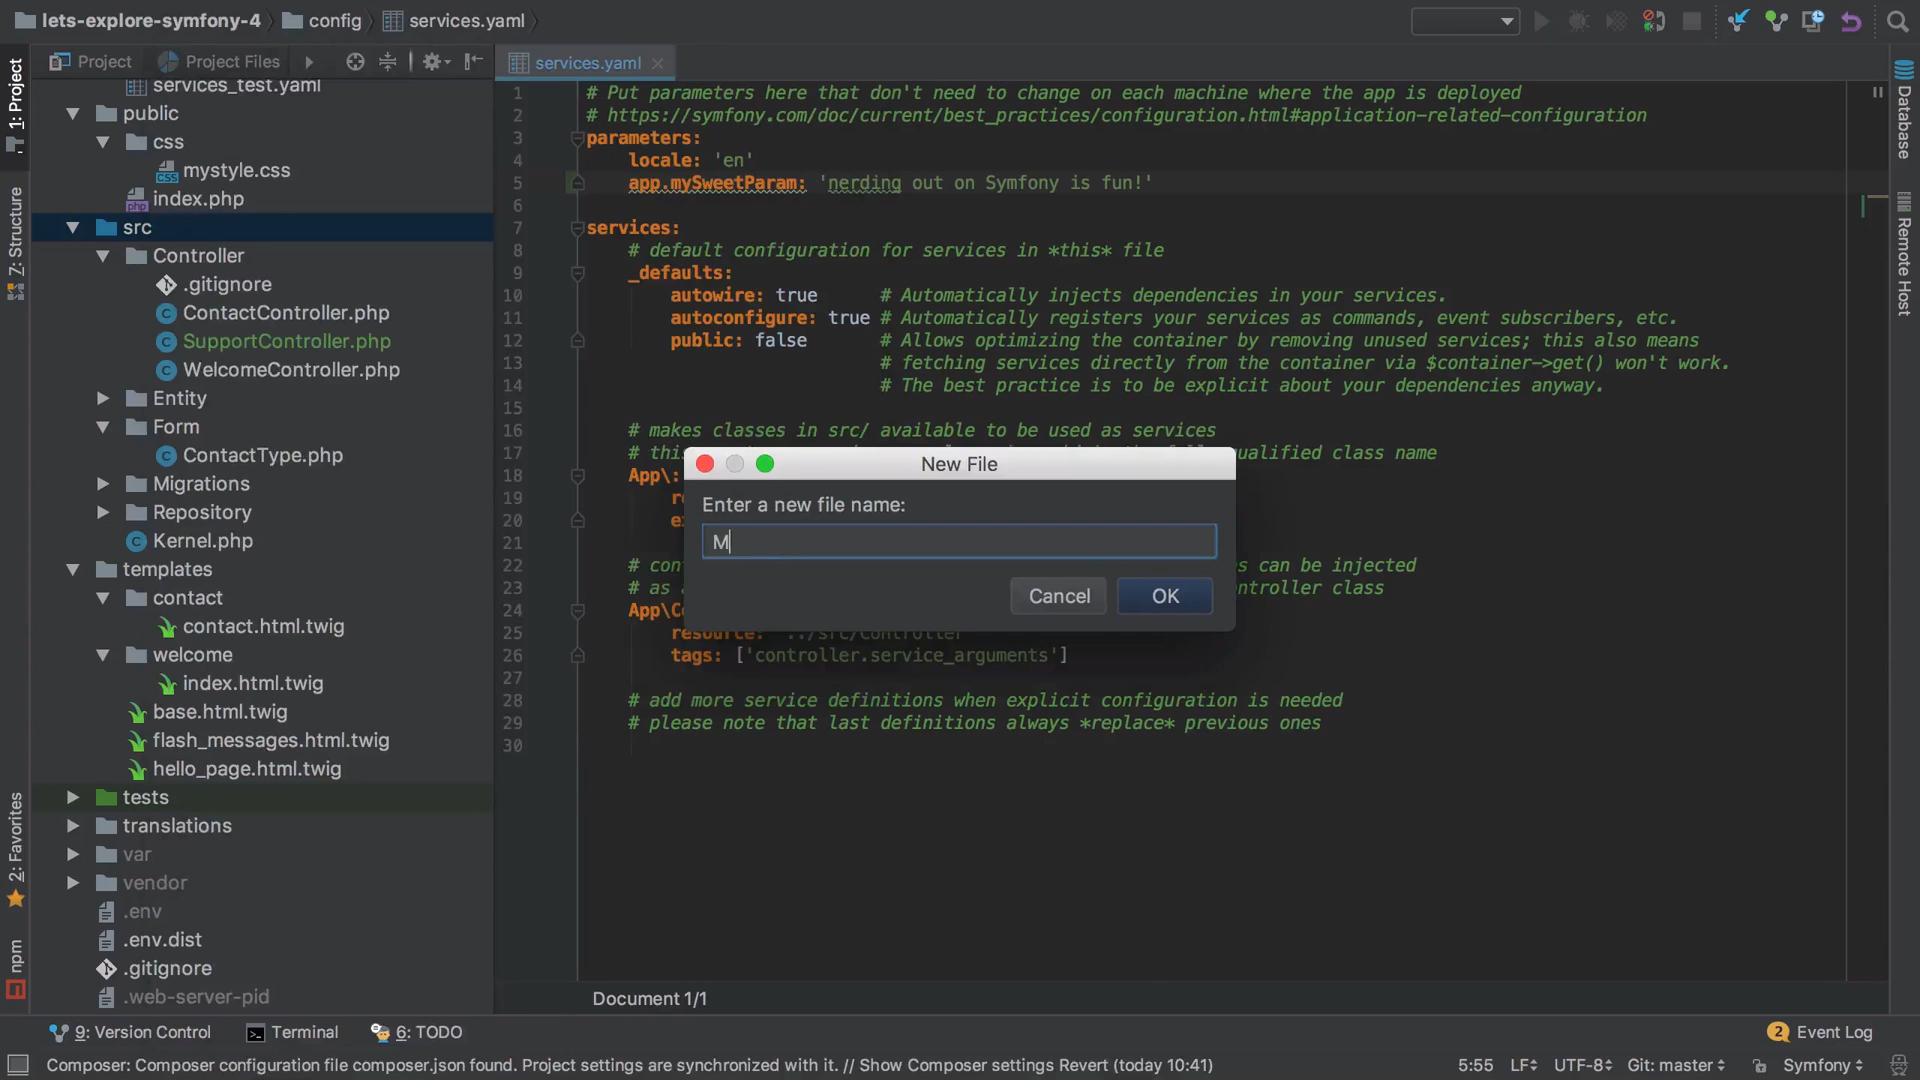 lets-explore-symfony-4 config services.yaml
Project Project Files
services.yaml
1: Project
7: Structure
2: Favorites
npm
services_test.yaml
public
css
mystyle.css
index.php
src
Controller
.gitignore
ContactController.php
SupportController.php
WelcomeController.php
Entity
Form
ContactType.php
Migrations
Repository
Kernel.php
templates
contact
contact.html.twig
welcome
index.html.twig
base.html.twig
flash_messages.html.twig
hello_page.html.twig
tests
translations
var
vendor
.env
.env.dist
.gitignore
.web-server-pid
1 # Put parameters here that don't need to change on each machine where the app is deployed
2 # https://symfony.com/doc/current/best_practices/configuration.html#application-related-configuration
3 parameters:
4 locale: 'en'
5 app.mySweetParam: 'nerding out on Symfony is fun!'
6
7 services:
8 # default configuration for services in *this* file
9 _defaults:
10 autowire: true # Automatically injects dependencies in your services.
11 autoconfigure: true # Automatically registers your services as commands, event subscribers, etc.
12 public: false # Allows optimizing the container by removing unused services; this also means
13 # fetching services directly from the container via $container->get() won't work.
14 # The best practice is to be explicit about your dependencies anyway.
15
16 # makes classes in src/ available to be used as services
17 # this qualified class name
18 App\:
19
20
21
22 # con s can be injected
23 # as ontroller class
24 App\C
25 resource: '../src/Controller'
26 tags: ['controller.service_arguments']
27
28 # add more service definitions when explicit configuration is needed
29 # please note that last definitions always *replace* previous ones
30
New File
Enter a new file name:
M
Cancel OK
Document 1/1
Database
Remote Host
9: Version Control Terminal 6: TODO 2 Event Log
Composer: Composer configuration file composer.json found. Project settings are synchronized with it. // Show Composer settings Revert (today 10:41) 5:55 LF UTF-8 Git: master Symfony